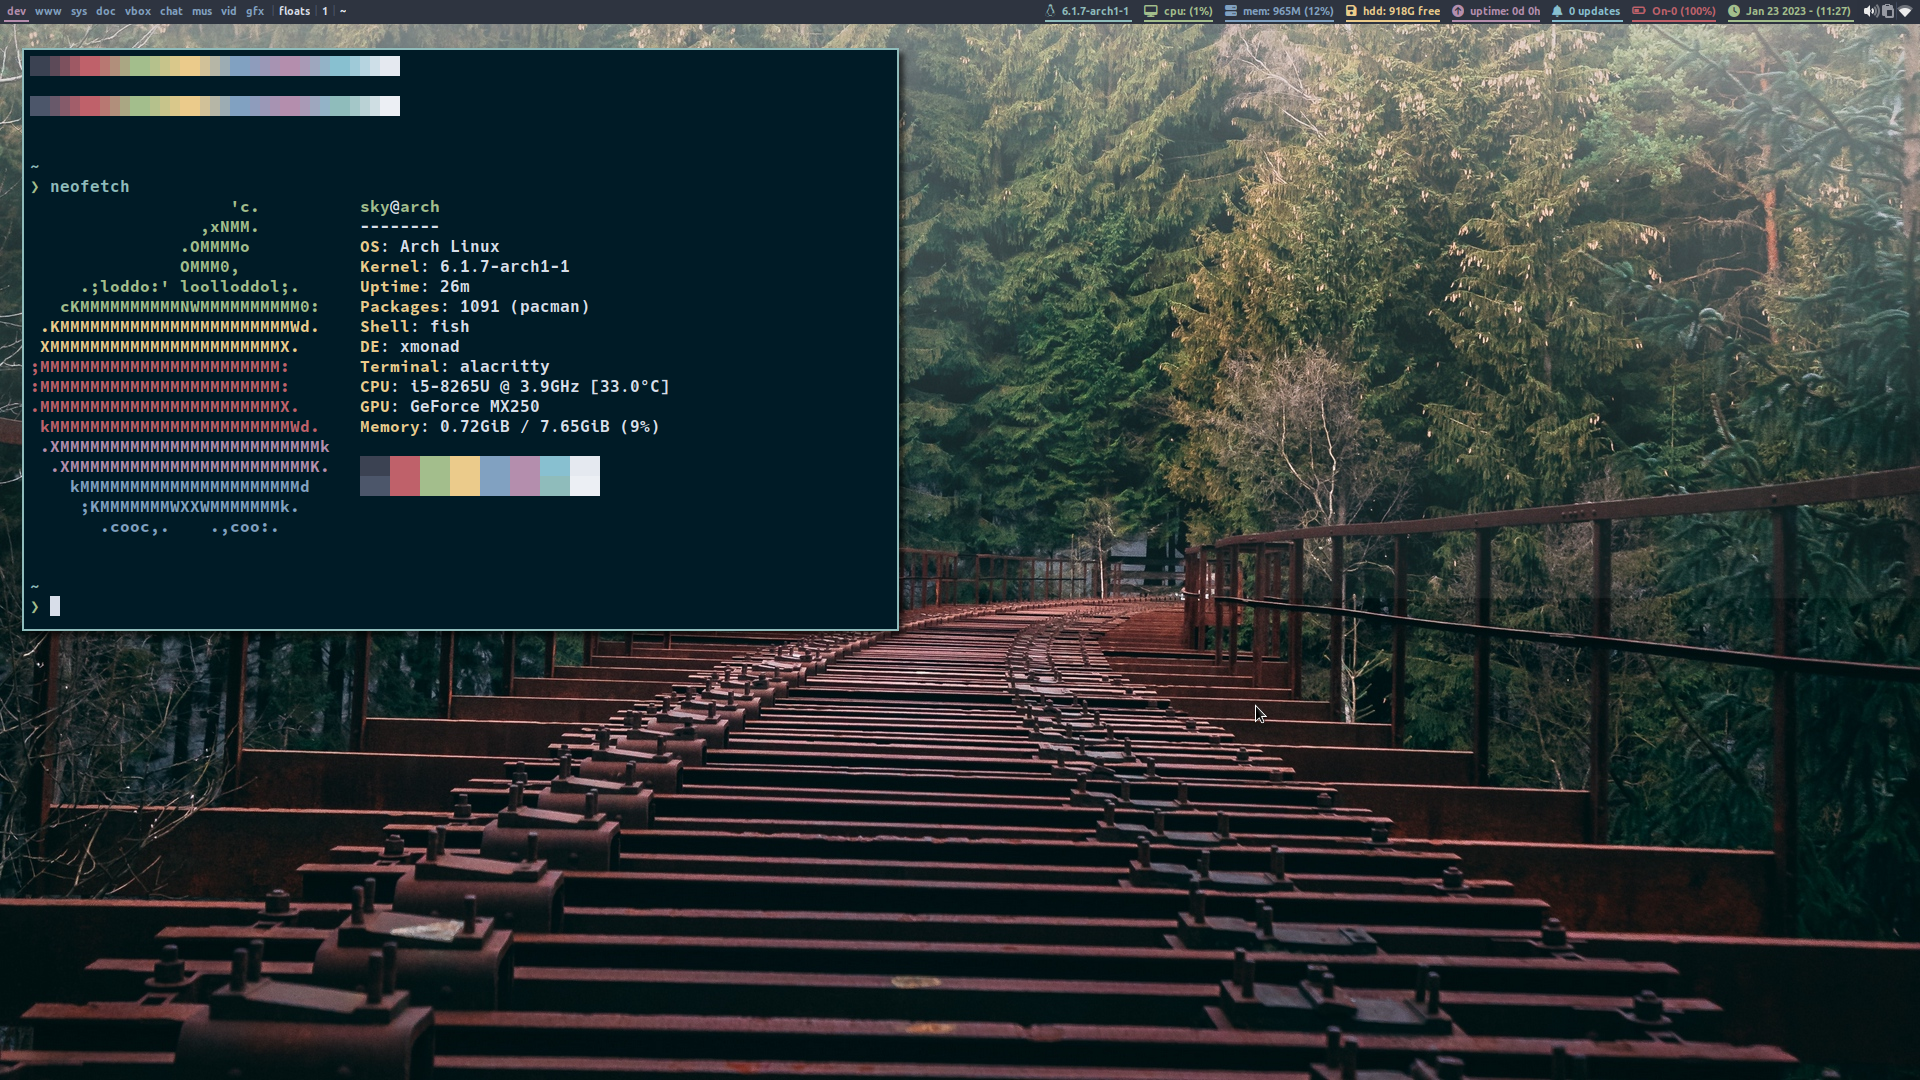 dev www sys doc vbox chat mus vid gfx | floats | 1 | ~
6.1.7-arch1-1 cpu: (1%) mem: 965M (12%) hdd: 918G free uptime: 0d 0h 0 updates On-0 (100%) Jan 23 2023 - (11:27)
~
❯ neofetch
'c. sky@arch
,xNMM. --------
.OMMMMo OS: Arch Linux
OMMM0, Kernel: 6.1.7-arch1-1
.;loddo:' loolloddol;. Uptime: 26m
cKMMMMMMMMMMNWMMMMMMMMMM0: Packages: 1091 (pacman)
.KMMMMMMMMMMMMMMMMMMMMMMMWd. Shell: fish
XMMMMMMMMMMMMMMMMMMMMMMMX. DE: xmonad
;MMMMMMMMMMMMMMMMMMMMMMMM: Terminal: alacritty
:MMMMMMMMMMMMMMMMMMMMMMMM: CPU: i5-8265U @ 3.9GHz [33.0°C]
.MMMMMMMMMMMMMMMMMMMMMMMMX. GPU: GeForce MX250
kMMMMMMMMMMMMMMMMMMMMMMMMWd. Memory: 0.72GiB / 7.65GiB (9%)
.XMMMMMMMMMMMMMMMMMMMMMMMMMMk
.XMMMMMMMMMMMMMMMMMMMMMMMMK.
kMMMMMMMMMMMMMMMMMMMMMMd
;KMMMMMMMWXXWMMMMMMMk.
.cooc,. .,coo:.
~
❯